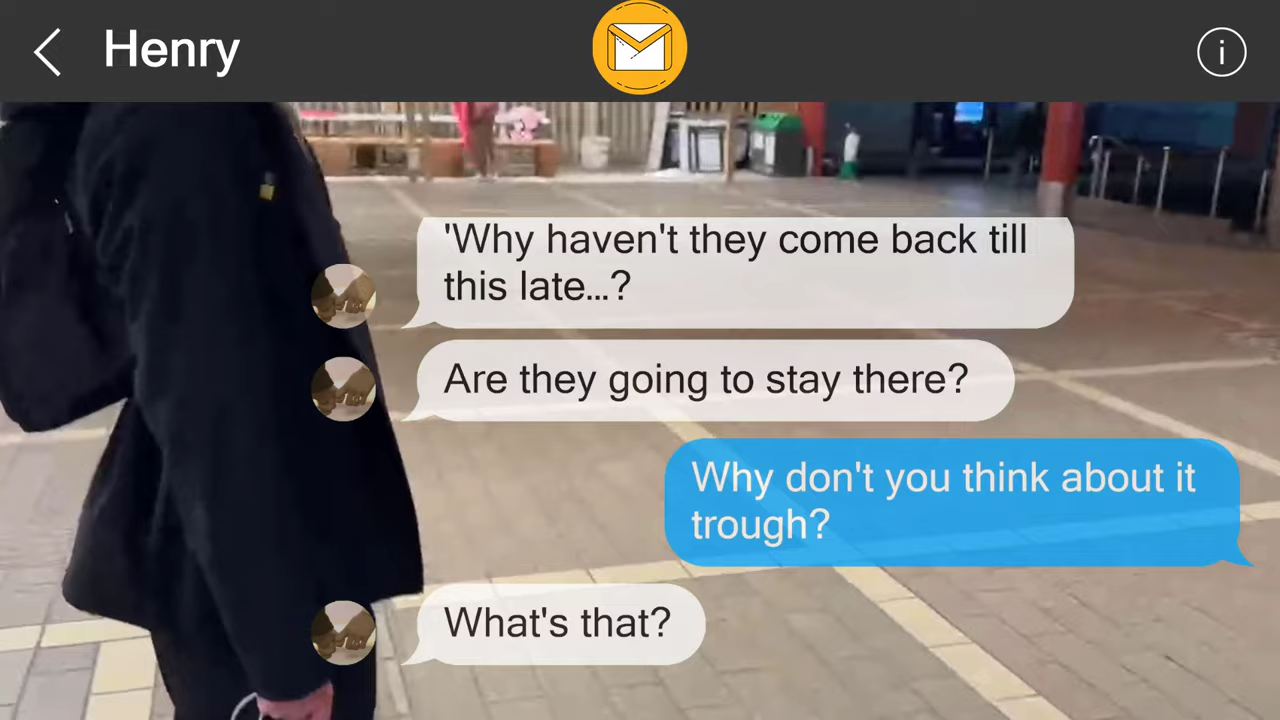 Henry
'Why haven't they come back till
this late...?
Are they going to stay there?
Why don't you think about it
trough?
What's that?